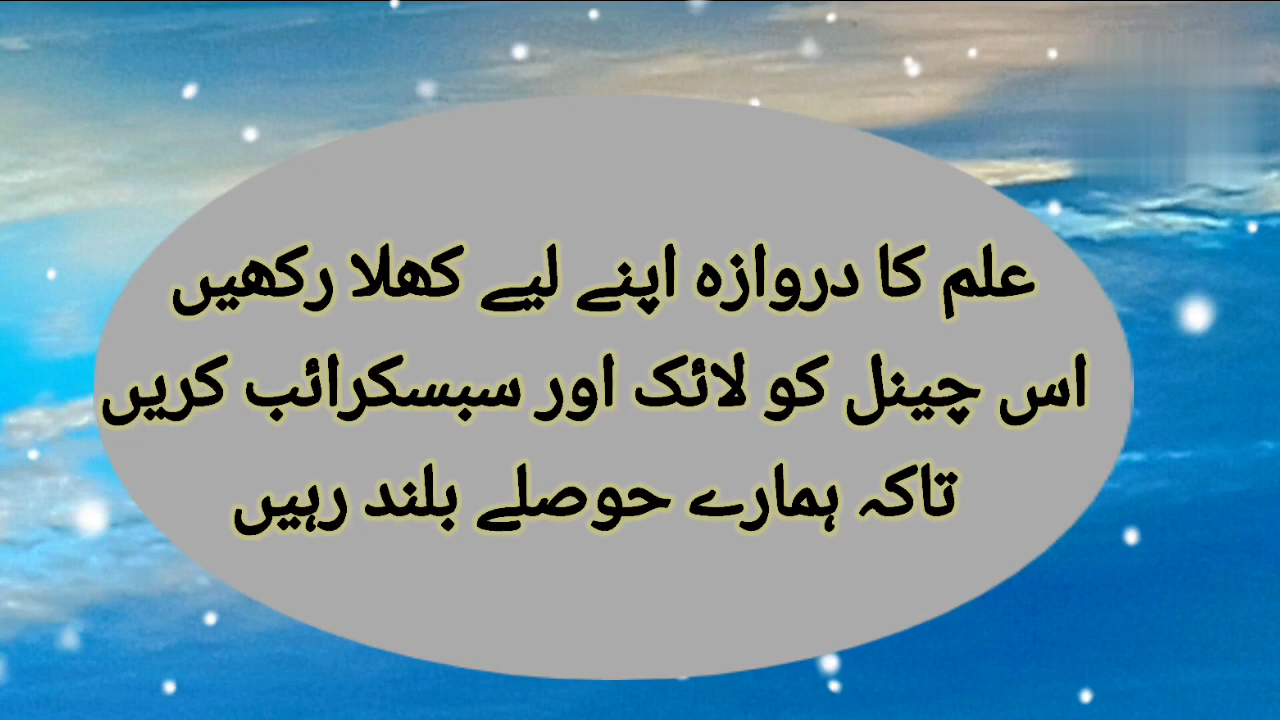 علم کا دروازہ اپنے لیے کھلا رکھیں
اس چینل کو لائک اور سبسکرائب کریں
تاکہ ہمارے حوصلے بلند رہیں